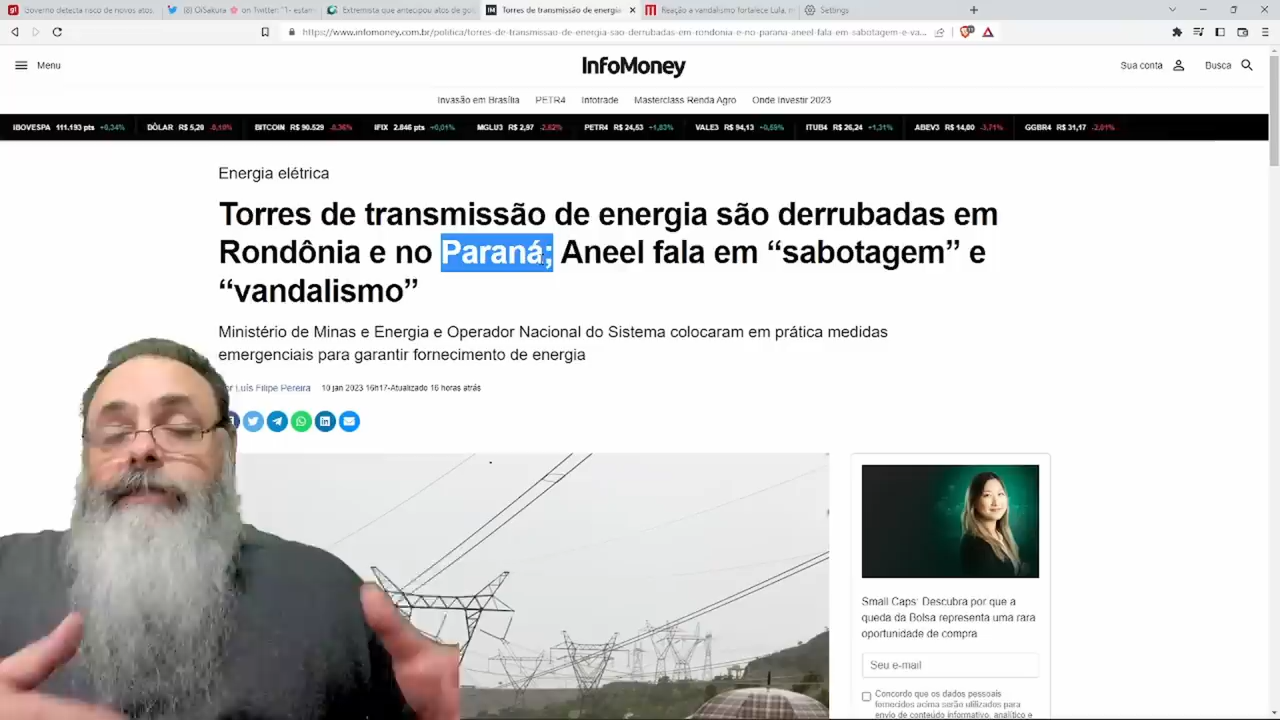 Governo detecta risco de novos atos
(8) OiSakura on Twitter: "1 - estam
Extremista que antecipou atos de gol
Torres de transmissão de energia
Reação a vandalismo fortalece Lula, m
Settings
https://www.infomoney.com.br/politica/torres-de-transmissao-de-energia-sao-derrubadas-em-rondonia-e-no-parana-aneel-fala-em-sabotagem-e-va...
Menu
InfoMoney
Sua conta
Busca
Invasão em Brasília
PETR4
Infotrade
Masterclass Renda Agro
Onde Investir 2023
IBOVESPA 111.193 pts +0,34%
DÓLAR R$ 5,20 -0,10%
BITCOIN R$ 90.529 -0,36%
IFIX 2.846 pts +0,01%
MGLU3 R$ 2,97 -2,62%
PETR4 R$ 24,53 +1,83%
VALE3 R$ 94,13 +0,59%
ITUB4 R$ 26,24 +1,31%
ABEV3 R$ 14,00 -3,71%
GGBR4 R$ 31,17 -2,01%
Energia elétrica
Torres de transmissão de energia são derrubadas em
Rondônia e no Paraná; Aneel fala em “sabotagem” e
“vandalismo”
Ministério de Minas e Energia e Operador Nacional do Sistema colocaram em prática medidas
emergenciais para garantir fornecimento de energia
Luís Filipe Pereira 10 jan 2023 16h17-Atualizado 16 horas atrás
Small Caps: Descubra por que a
queda da Bolsa representa uma rara
oportunidade de compra
Seu e-mail
Concordo que os dados pessoais
fornecidos acima serão utilizados para
envio de conteúdo informativo, analítico e